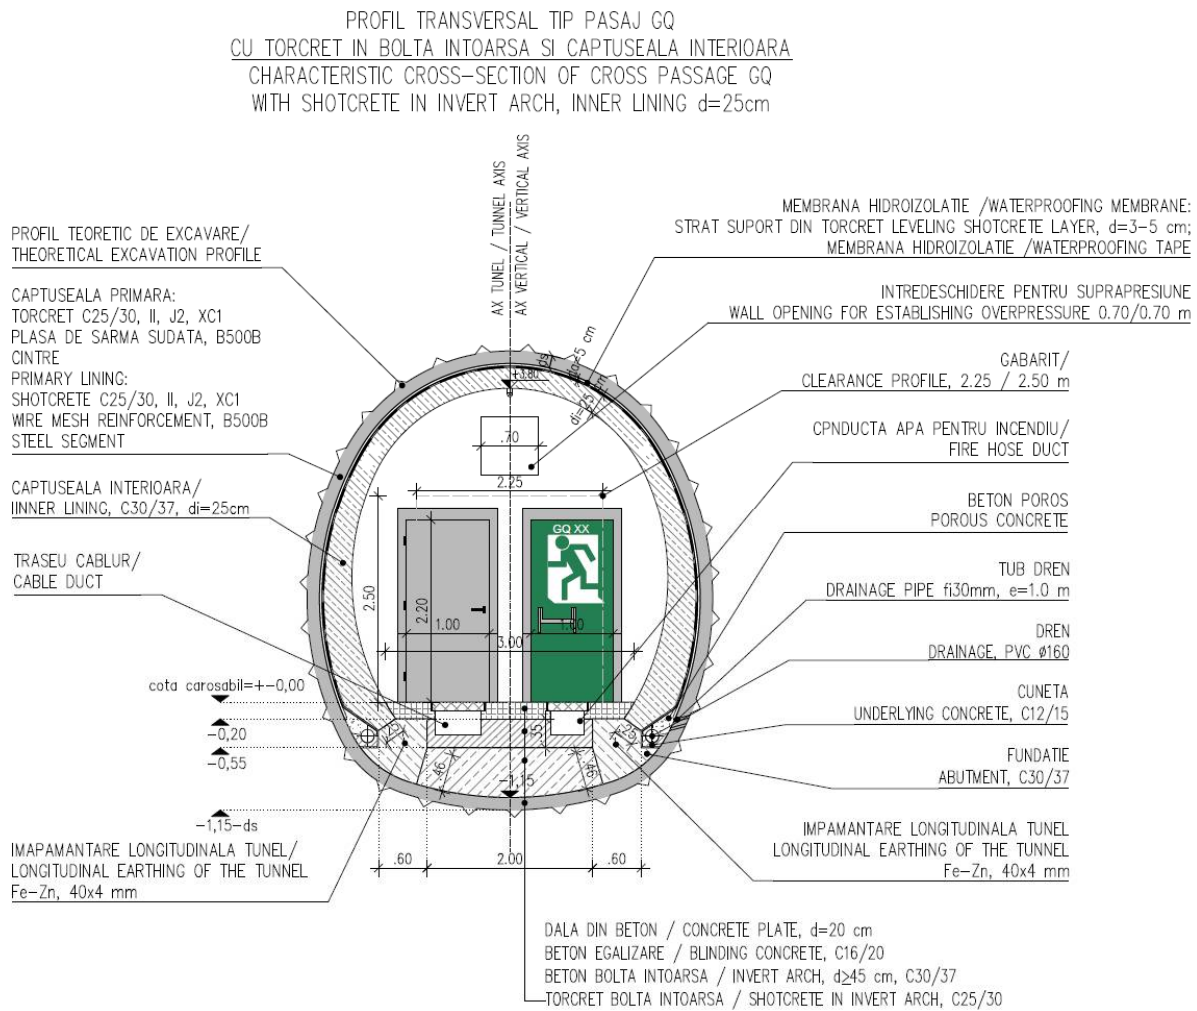 PROFIL TRANSVERSAL TIP PASAJ GQ
CU TORCRET IN BOLTA INTOARSA SI CAPTUSEALA INTERIOARA
CHARACTERISTIC CROSS-SECTION OF CROSS PASSAGE GQ
WITH SHOTCRETE IN INVERT ARCH, INNER LINING d=25cm
AX TUNEL / TUNNEL AXIS
AX VERTICAL / VERTICAL AXIS
PROFIL TEORETIC DE EXCAVARE/
THEORETICAL EXCAVATION PROFILE
CAPTUSEALA PRIMARA:
TORCRET C25/30, II, J2, XC1
PLASA DE SARMA SUDATA, B500B
CINTRE
PRIMARY LINING:
SHOTCRETE C25/30, II, J2, XC1
WIRE MESH REINFORCEMENT, B500B
STEEL SEGMENT
CAPTUSEALA INTERIOARA/
IINNER LINING, C30/37, di=25cm
TRASEU CABLUR/
CABLE DUCT
cota carosabil=+-0,00
-0,20
-0,55
-1,15-ds
IMAPAMANTARE LONGITUDINALA TUNEL/
LONGITUDINAL EARTHING OF THE TUNNEL
Fe-Zn, 40x4 mm
MEMBRANA HIDROIZOLATIE /WATERPROOFING MEMBRANE:
STRAT SUPORT DIN TORCRET LEVELING SHOTCRETE LAYER, d=3-5 cm;
MEMBRANA HIDROIZOLATIE /WATERPROOFING TAPE
INTREDESCHIDERE PENTRU SUPRAPRESIUNE
WALL OPENING FOR ESTABLISHING OVERPRESSURE 0.70/0.70 m
GABARIT/
CLEARANCE PROFILE, 2.25 / 2.50 m
CPNDUCTA APA PENTRU INCENDIU/
FIRE HOSE DUCT
BETON POROS
POROUS CONCRETE
TUB DREN
DRAINAGE PIPE fi30mm, e=1.0 m
DREN
DRAINAGE, PVC ø160
CUNETA
UNDERLYING CONCRETE, C12/15
FUNDATIE
ABUTMENT, C30/37
IMPAMANTARE LONGITUDINALA TUNEL
LONGITUDINAL EARTHING OF THE TUNNEL
Fe-Zn, 40x4 mm
ds
+3.80
di=25 cm
.70
2.25
GQ XX
2.50
2.20
1.00
1.00
3.00
.35
.46
.46
-1,15
.60
2.00
.60
DALA DIN BETON / CONCRETE PLATE, d=20 cm
BETON EGALIZARE / BLINDING CONCRETE, C16/20
BETON BOLTA INTOARSA / INVERT ARCH, d≥45 cm, C30/37
TORCRET BOLTA INTOARSA / SHOTCRETE IN INVERT ARCH, C25/30